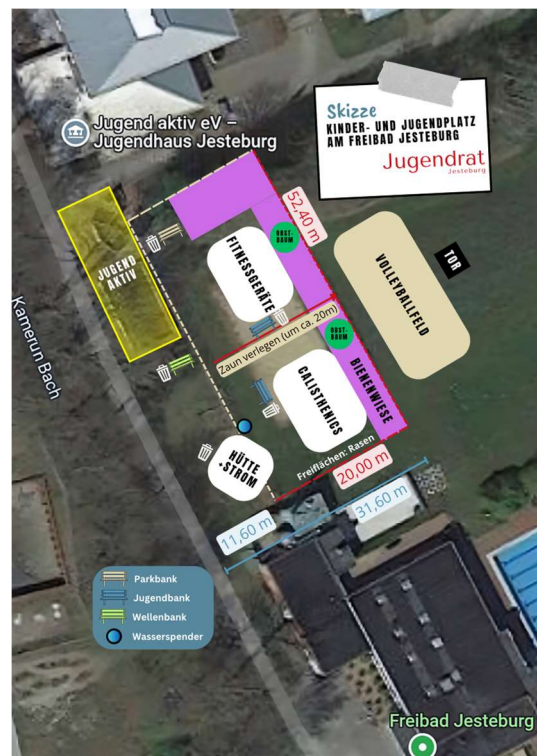 Skizze
KINDER- UND JUGENDPLATZ
AM FREIBAD JESTEBURG
Jugendrat
Jesteburg
Jugend aktiv eV –
Jugendhaus Jesteburg
52,40 m
JUGEND
AKTIV
OBST-
BAUM
FITNESSGERÄTE
VOLLEYBALLFELD
TOR
Kamerun Bach
Zaun verlegen (um ca. 20m)
OBST-
BAUM
BIENENWIESE
CALISTHENICS
HÜTTE
+STROM
Freiflächen: Rasen
20,00 m
31,60 m
11,60 m
Parkbank
Jugendbank
Wellenbank
Wasserspender
Freibad Jesteburg